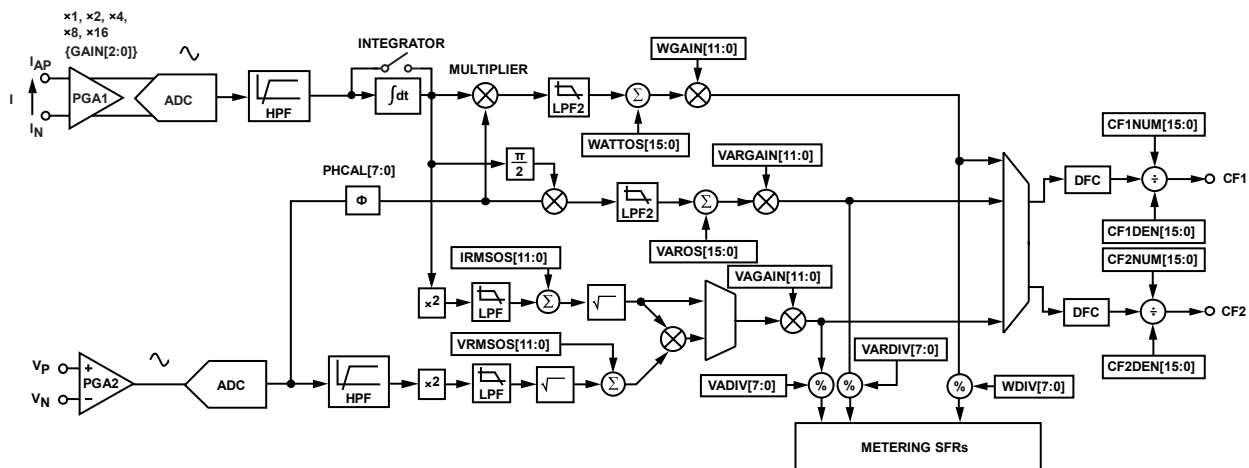 ×1, ×2, ×4,
×8, ×16
{GAIN[2:0]}
INTEGRATOR
WGAIN[11:0]
MULTIPLIER
IAP
I
IN
PGA1
ADC
HPF
∫dt
LPF2
Σ
WATTOS[15:0]
CF1NUM[15:0]
VARGAIN[11:0]
π
2
PHCAL[7:0]
Φ
LPF2
Σ
DFC
÷
CF1
VAROS[15:0]
CF1DEN[15:0]
IRMSOS[11:0]
VAGAIN[11:0]
CF2NUM[15:0]
×2
LPF
Σ
√
DFC
÷
CF2
VRMSOS[11:0]
VARDIV[7:0]
CF2DEN[15:0]
VP
+
VN
−
PGA2
ADC
HPF
×2
LPF
√
Σ
VADIV[7:0]
%
%
%
WDIV[7:0]
METERING SFRs